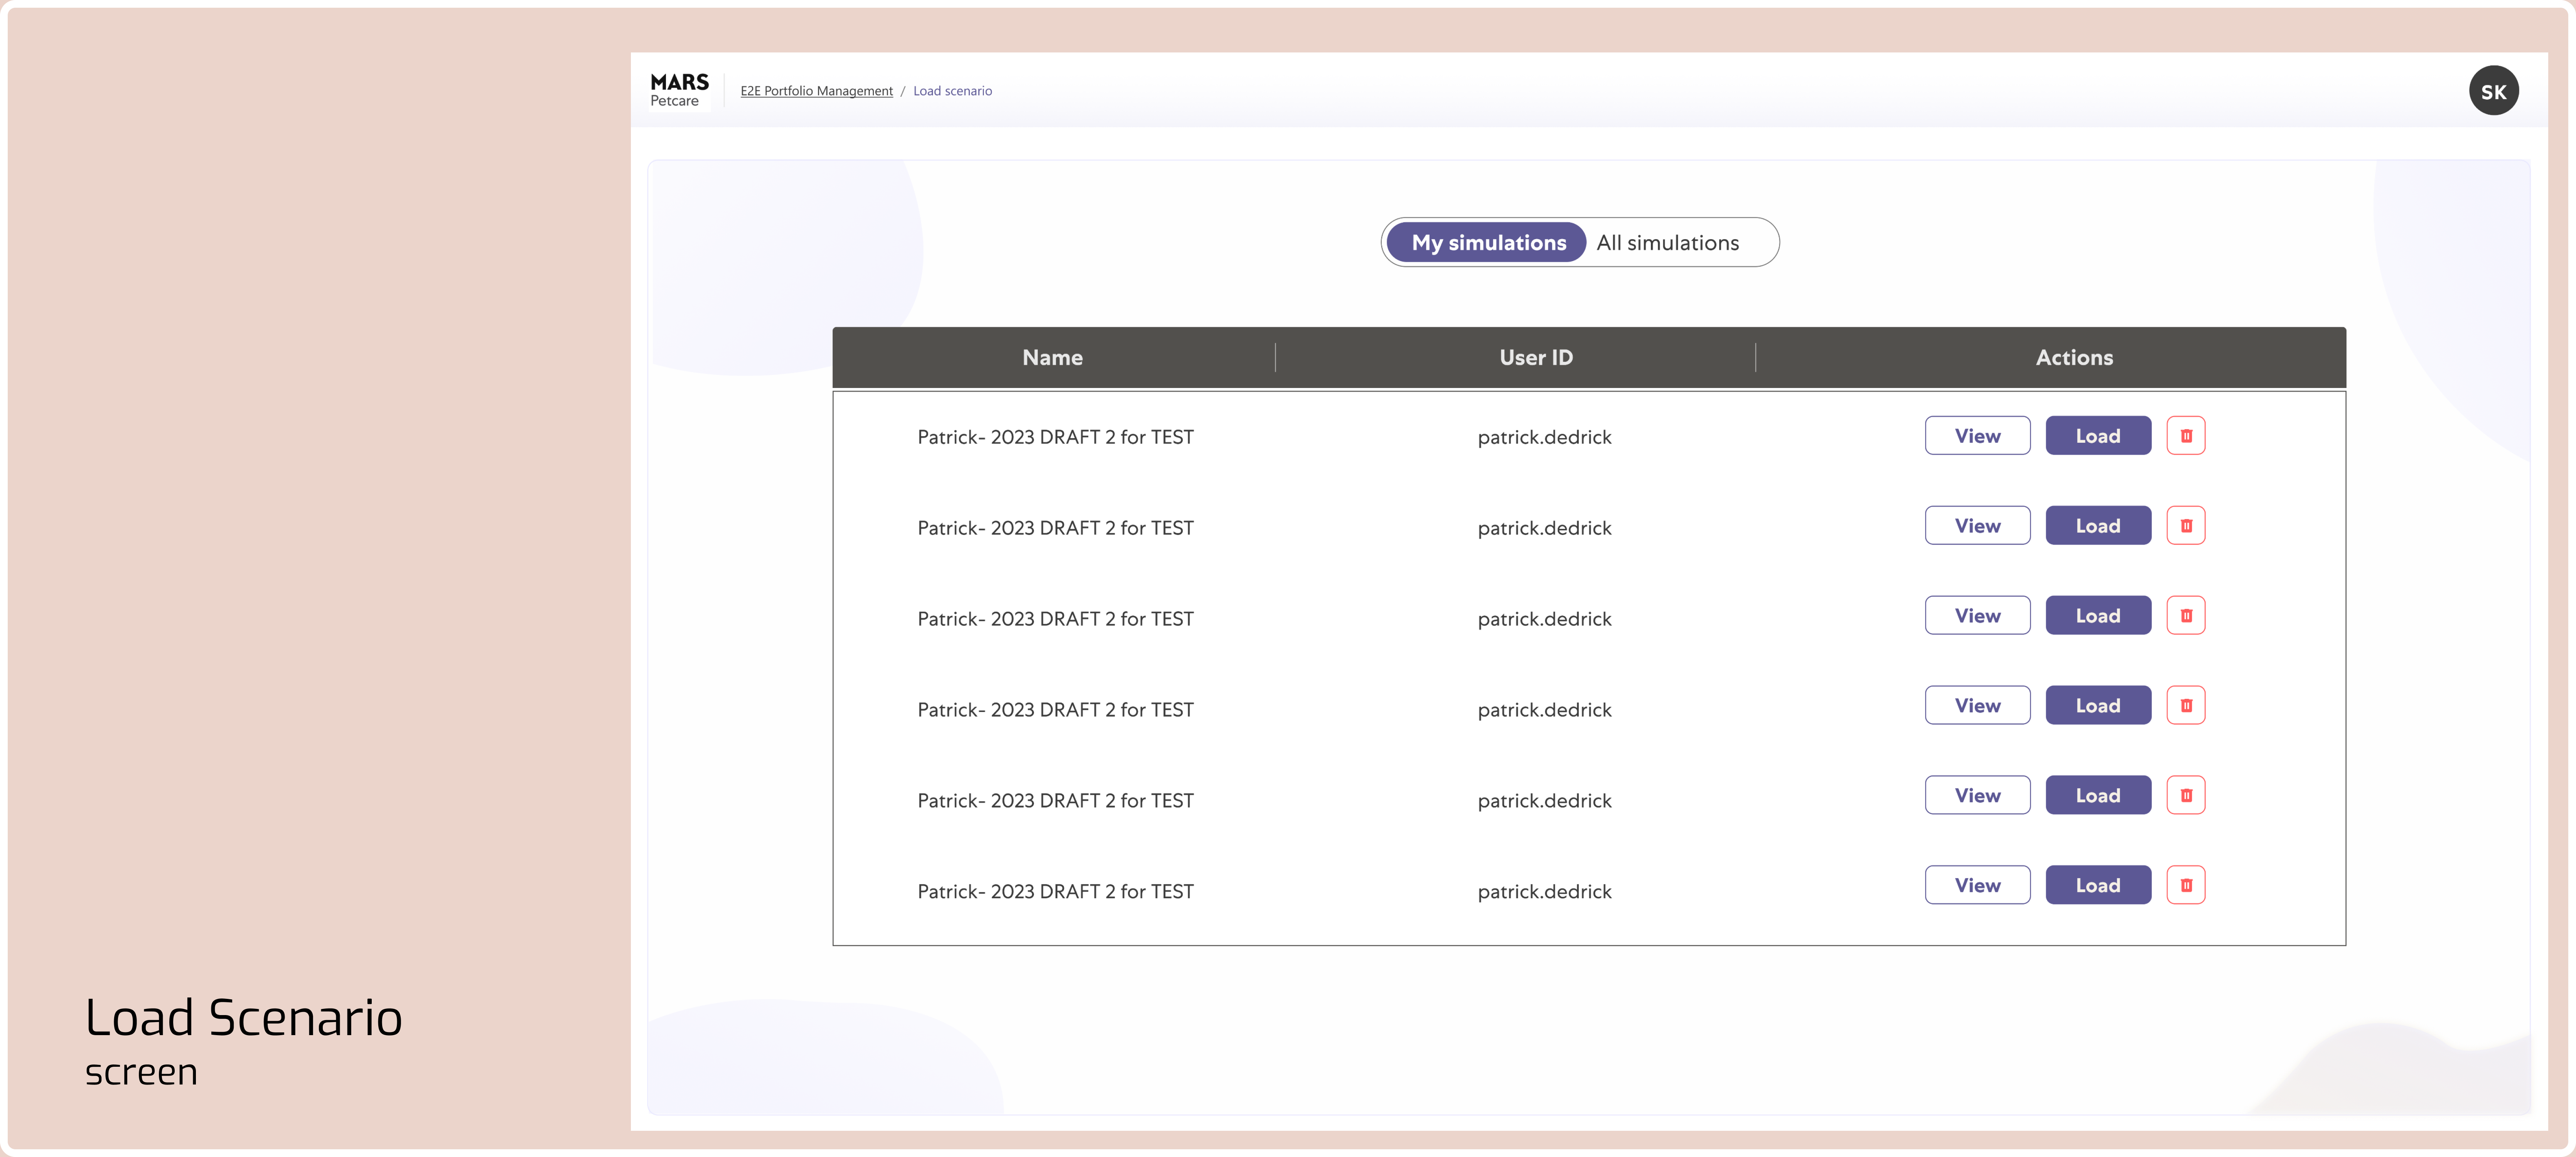 MARS
Petcare
E2E Portfolio Management / Load scenario
SK
My simulations All simulations
Name User ID Actions
Patrick- 2023 DRAFT 2 for TEST patrick.dedrick View Load
Patrick- 2023 DRAFT 2 for TEST patrick.dedrick View Load
Patrick- 2023 DRAFT 2 for TEST patrick.dedrick View Load
Patrick- 2023 DRAFT 2 for TEST patrick.dedrick View Load
Patrick- 2023 DRAFT 2 for TEST patrick.dedrick View Load
Patrick- 2023 DRAFT 2 for TEST patrick.dedrick View Load
Load Scenario
screen